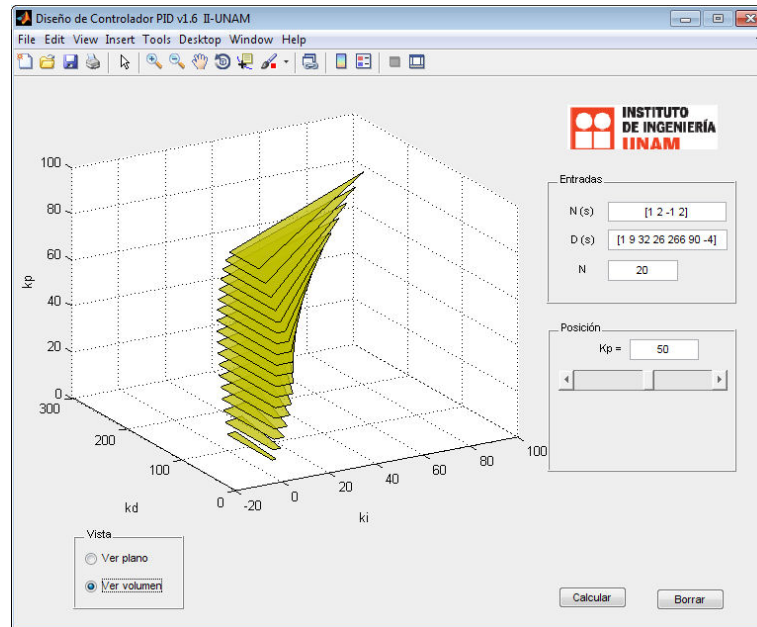 Diseño de Controlador PID v1.6 II-UNAM
File Edit View Insert Tools Desktop Window Help
INSTITUTO
DE INGENIERÍA
UNAM
Entradas
N (s) [1 2 -1 2]
D (s) [1 9 32 26 266 90 -4]
N 20
Posición
Kp = 50
100
80
60
40
20
0
kp
300
200
100
0
kd
-20
0
20
40
60
80
100
ki
Vista
Ver plano
Ver volumen
Calcular
Borrar